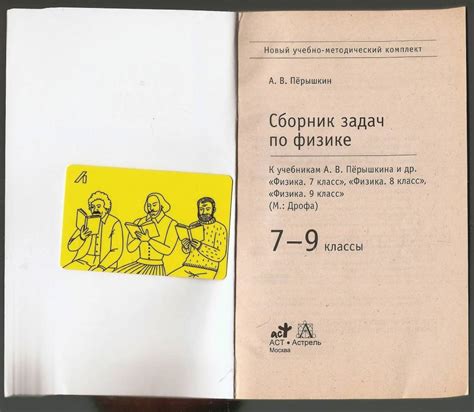 Новый учебно-методический комплект
А. В. Пёрышкин
Сборник задач
по физике
К учебникам А. В. Пёрышкина и др.
«Физика. 7 класс», «Физика. 8 класс»,
«Физика. 9 класс»
(М.: Дрофа)
7–9 классы
АСТ
АСТ • Астрель
Москва